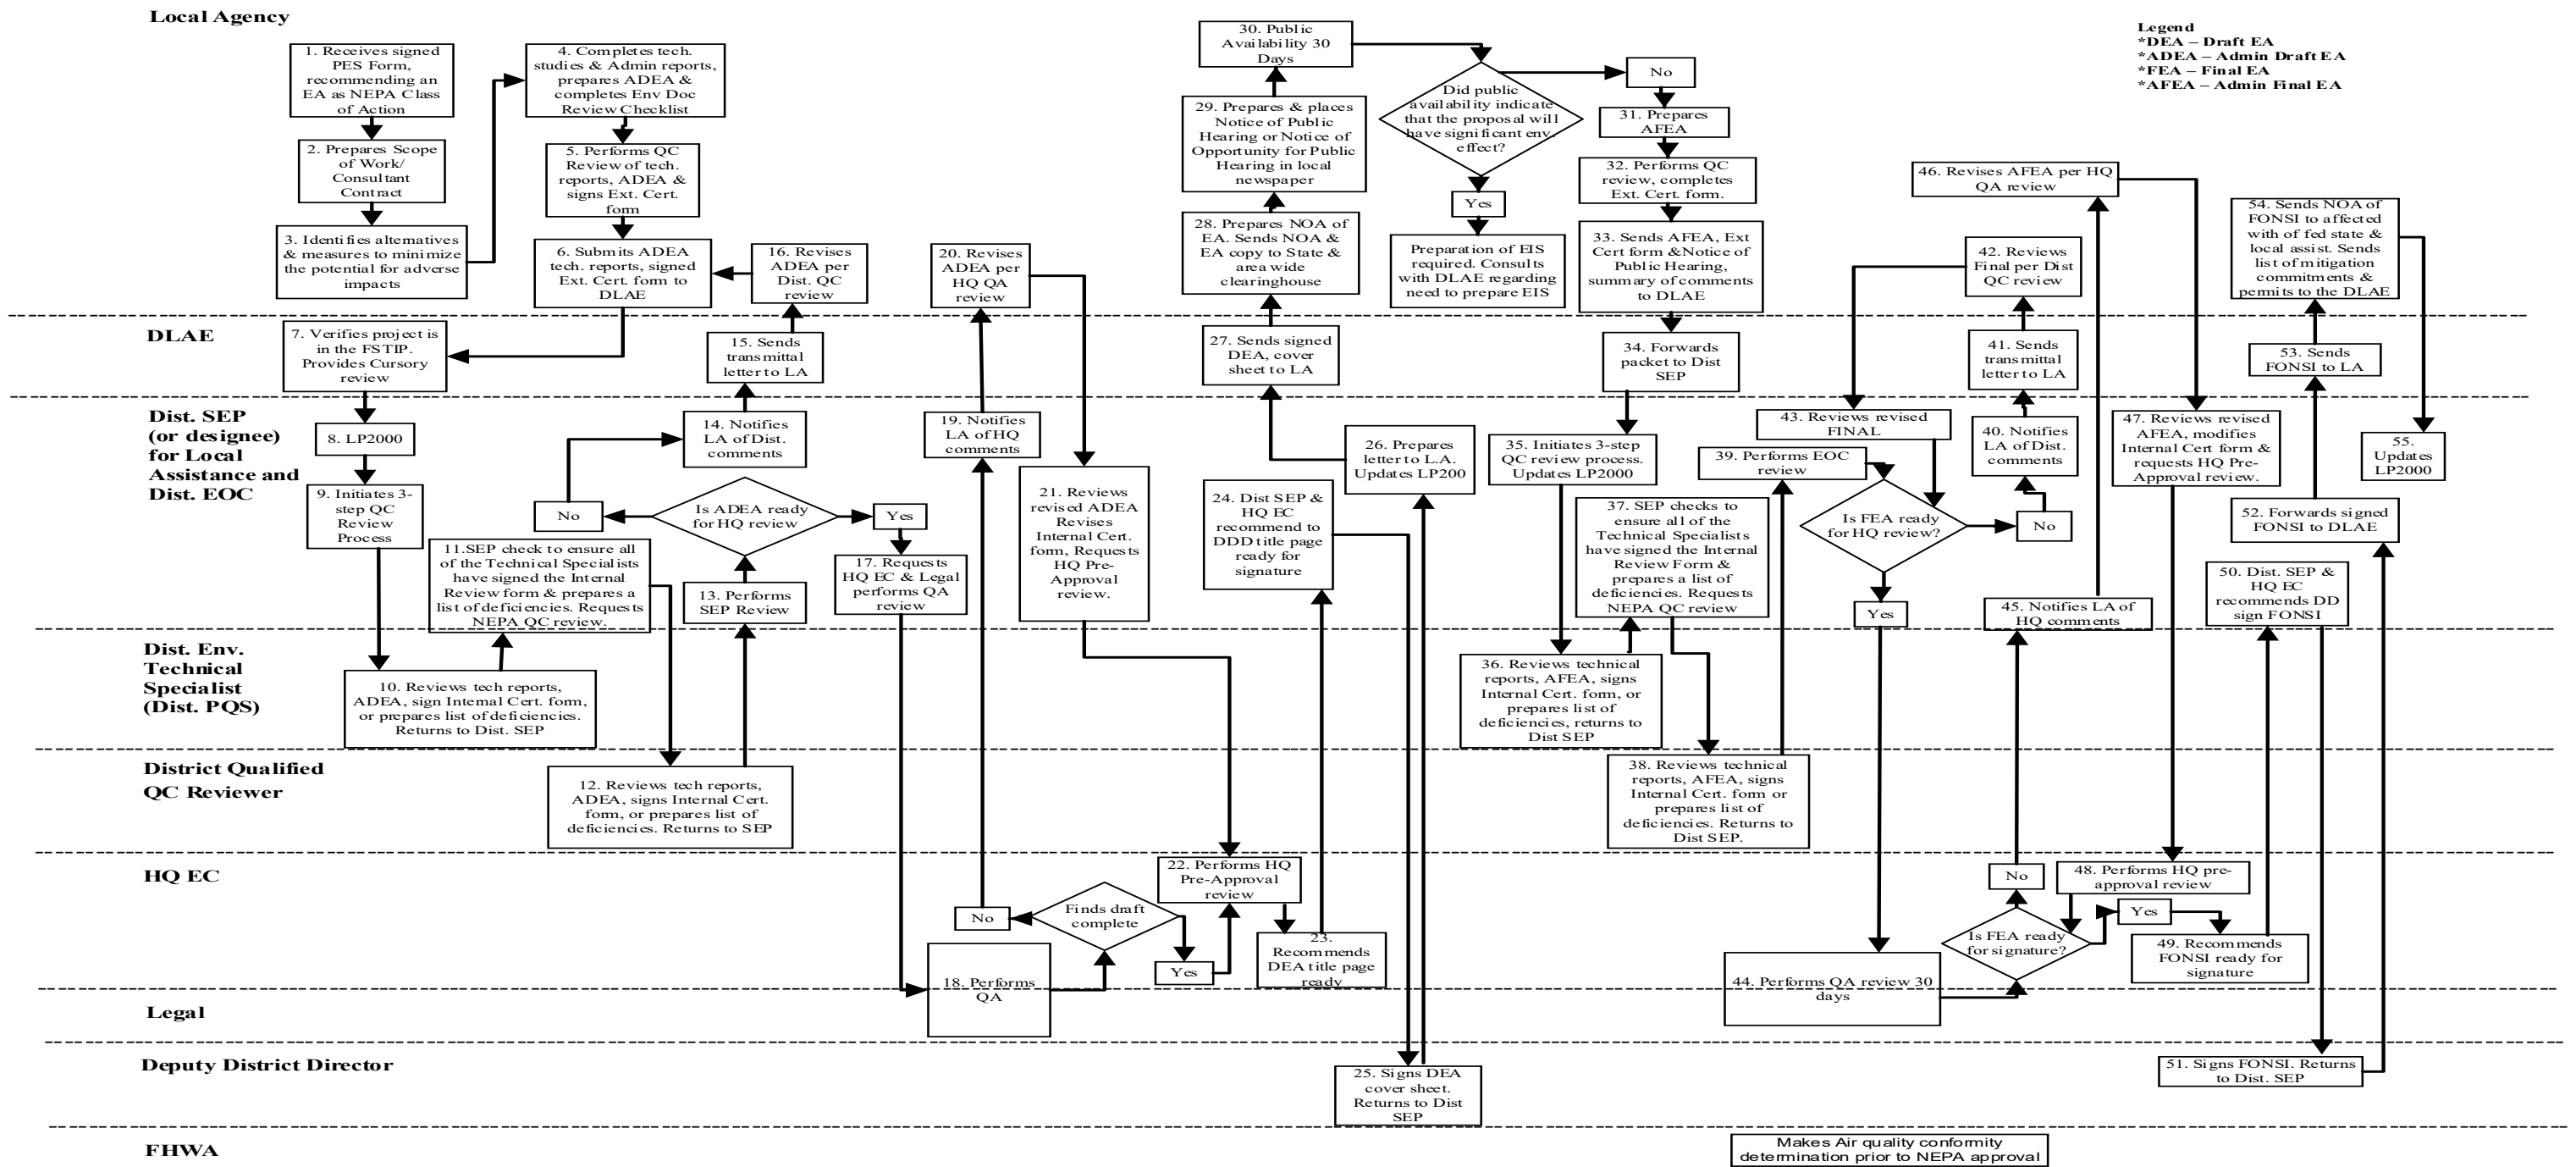 Local Agency
Legend
*DEA – Draft EA
*ADEA – Admin Draft EA
*FEA – Final EA
*AFEA – Admin Final EA
1. Receives signed
PES Form,
recommending an
EA as NEPA Class
of Action
2. Prepares Scope
of Work/
Consultant
Contract
3. Identifies alternatives
& measures to minimize
the potential for adverse
impacts
4. Completes tech.
studies & Admin reports,
prepares ADEA &
completes Env Doc
Review Checklist
5. Performs QC
Review of tech.
reports, ADEA &
signs Ext. Cert.
form
6. Submits ADEA
tech. reports, signed
Ext. Cert. form to
DLAE
16. Revises
ADEA per
Dist. QC
review
20. Revises
ADEA per
HQ QA
review
30. Public
Availability 30
Days
29. Prepares & places
Notice of Public
Hearing or Notice of
Opportunity for Public
Hearing in local
newspaper
28. Prepares NOA of
EA. Sends NOA &
EA copy to State &
area wide
clearinghouse
Did public
availability indicate
that the proposal will
have significant env.
effect?
Yes
Preparation of EIS
required. Consults
with DLAE regarding
need to prepare EIS
No
31. Prepares
AFEA
32. Performs QC
review, completes
Ext. Cert. form.
33. Sends AFEA, Ext
Cert form &Notice of
Public Hearing,
summary of comments
to DLAE
46. Revises AFEA per HQ
QA review
42. Reviews
Final per Dist
QC review
54. Sends NOA of
FONSI to affected
with of fed state &
local assist. Sends
list of mitigation
commitments &
permits to the DLAE
DLAE
7. Verifies project is
in the FSTIP.
Provides Cursory
review
15. Sends
transmittal
letter to LA
27. Sends signed
DEA, cover
sheet to LA
34. Forwards
packet to Dist
SEP
41. Sends
transmittal
letter to LA
53. Sends
FONSI to LA
Dist. SEP
(or designee)
for Local
Assistance and
Dist. EOC
8. LP2000
9. Initiates 3-
step QC
Review
Process
14. Notifies
LA of Dist.
comments
No
Is ADEA ready
for HQ review
Yes
11.SEP check to ensure all
of the Technical Specialists
have signed the Internal
Review form & prepares a
list of deficiencies. Requests
NEPA QC review.
13. Performs
SEP Review
17. Requests
HQ EC & Legal
performs QA
review
19. Notifies
LA of HQ
comments
21. Reviews
revised ADEA
Revises
Internal Cert.
form, Requests
HQ Pre-
Approval
review.
24. Dist SEP &
HQ EC
recommend to
DDD title page
ready for
signature
26. Prepares
letter to L.A.
Updates LP200
35. Initiates 3-step
QC review process.
Updates LP2000
37. SEP checks to
ensure all of the
Technical Specialists
have signed the Internal
Review Form &
prepares a list of
deficiencies. Requests
NEPA QC review
43. Reviews revised
FINAL
39. Performs EOC
review
Is FEA ready
for HQ review?
Yes
No
40. Notifies
LA of Dist.
comments
45. Notifies LA of
HQ comments
47. Reviews revised
AFEA, modifies
Internal Cert form &
requests HQ Pre-
Approval review.
50. Dist. SEP &
HQ EC
recommends DD
sign FONSI
52. Forwards signed
FONSI to DLAE
55.
Updates
LP2000
Dist. Env.
Technical
Specialist
(Dist. PQS)
10. Reviews tech reports,
ADEA, sign Internal Cert. form,
or prepares list of deficiencies.
Returns to Dist. SEP
36. Reviews technical
reports, AFEA, signs
Internal Cert. form, or
prepares list of
deficiencies, returns to
Dist SEP
District Qualified
QC Reviewer
12. Reviews tech reports,
ADEA, signs Internal Cert.
form, or prepares list of
deficiencies. Returns to SEP
38. Reviews technical
reports, AFEA, signs
Internal Cert. form or
prepares list of
deficiencies. Returns to
Dist SEP.
HQ EC
No
Finds draft
complete
Yes
22. Performs HQ
Pre-Approval
review
23.
Recommends
DEA title page
ready
18. Performs
QA
44. Performs QA review 30
days
No
Is FEA ready
for signature?
Yes
48. Performs HQ pre-
approval review
49. Recommends
FONSI ready for
signature
Legal
Deputy District Director
25. Signs DEA
cover sheet.
Returns to Dist
SEP
51. Signs FONSI. Returns
to Dist. SEP
FHWA
Makes Air quality conformity
determination prior to NEPA approval